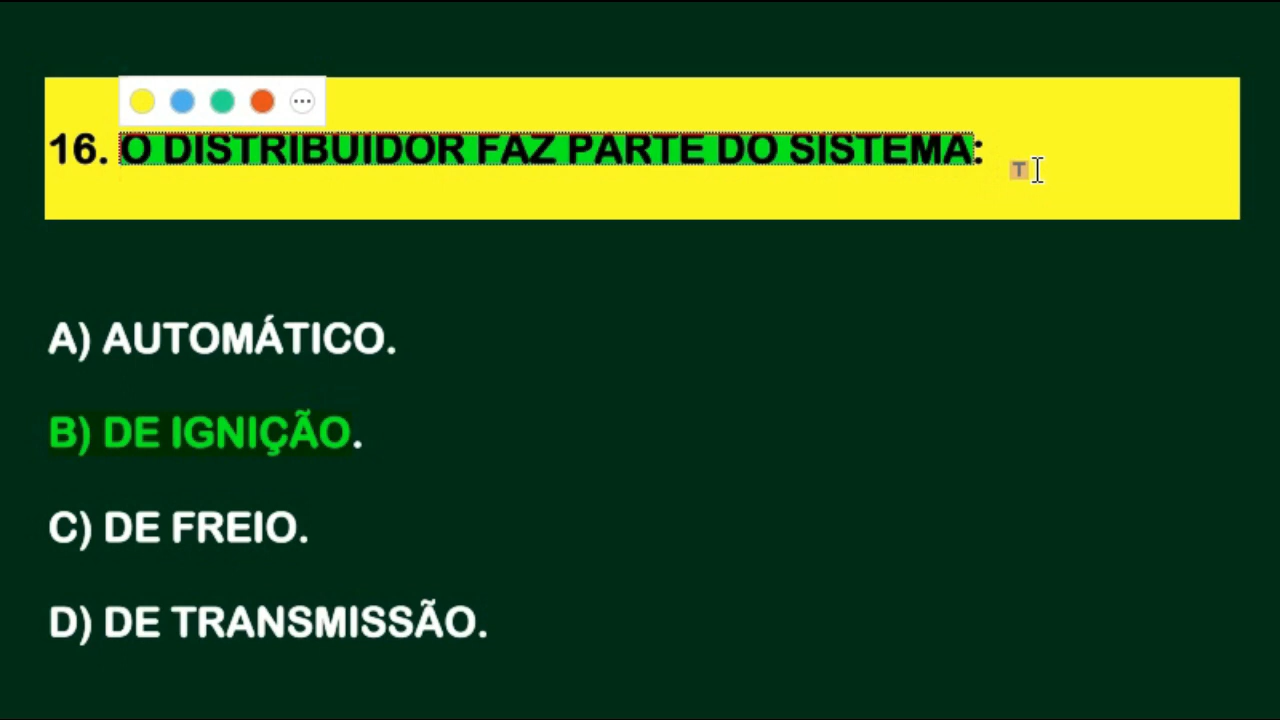 16. O DISTRIBUIDOR FAZ PARTE DO SISTEMA:
T
A) AUTOMÁTICO.
B) DE IGNIÇÃO.
C) DE FREIO.
D) DE TRANSMISSÃO.